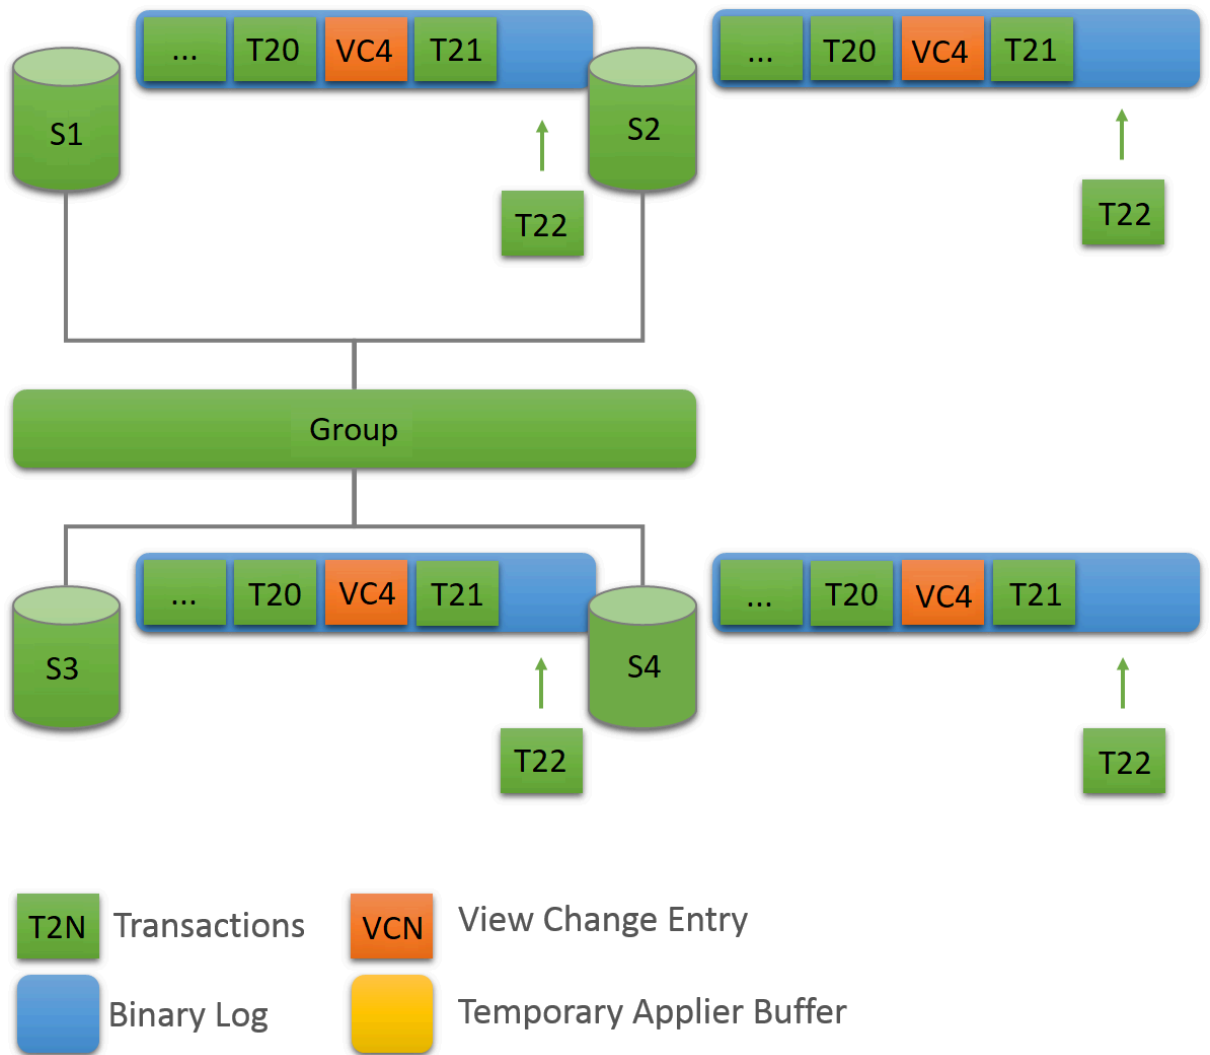 ... T20 VC4 T21
... T20 VC4 T21
S1
S2
T22
T22
Group
... T20 VC4 T21
... T20 VC4 T21
S3
S4
T22
T22
T2N Transactions
VCN View Change Entry
Binary Log
Temporary Applier Buffer